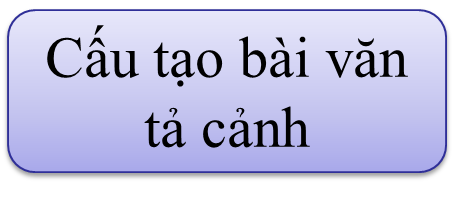 Cấu tạo bài văn
tả cảnh